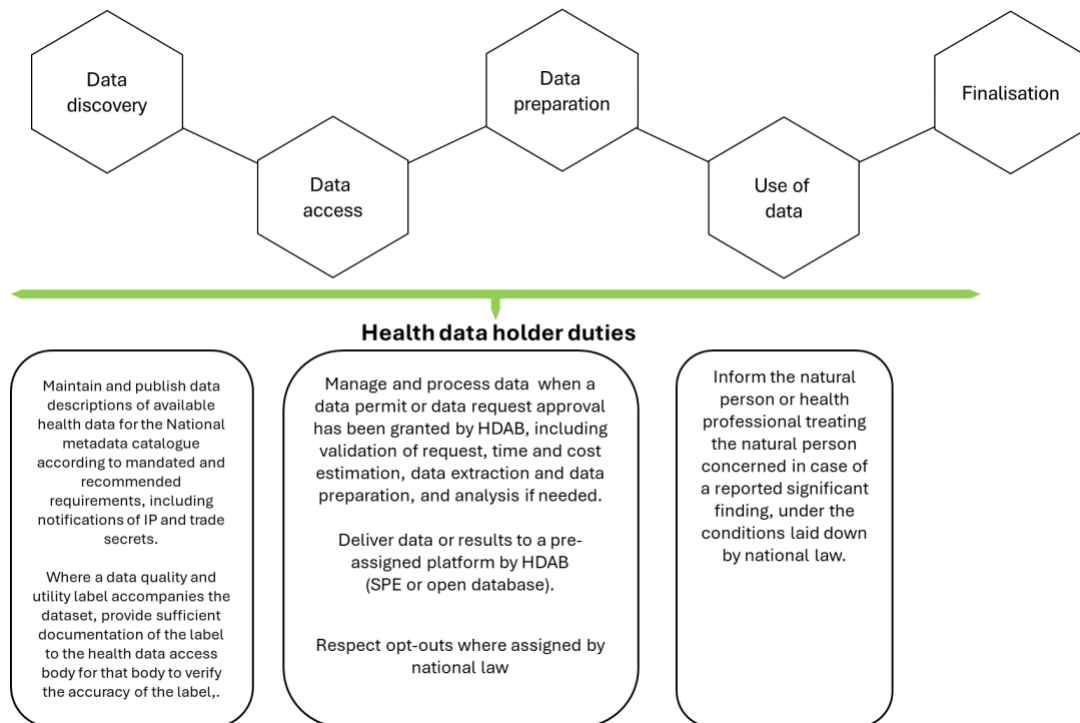 Data
discovery
Data
access
Data
preparation
Use of
data
Finalisation
Health data holder duties
Maintain and publish data
descriptions of available
health data for the National
metadata catalogue
according to mandated and
recommended
requirements, including
notifications of IP and trade
secrets.
Where a data quality and
utility label accompanies the
dataset, provide sufficient
documentation of the label
to the health data access
body for that body to verify
the accuracy of the label,.
Manage and process data when a
data permit or data request approval
has been granted by HDAB, including
validation of request, time and cost
estimation, data extraction and data
preparation, and analysis if needed.
Deliver data or results to a pre-
assigned platform by HDAB
(SPE or open database).
Respect opt-outs where assigned by
national law
Inform the natural
person or health
professional treating
the natural person
concerned in case of
a reported significant
finding, under the
conditions laid down
by national law.